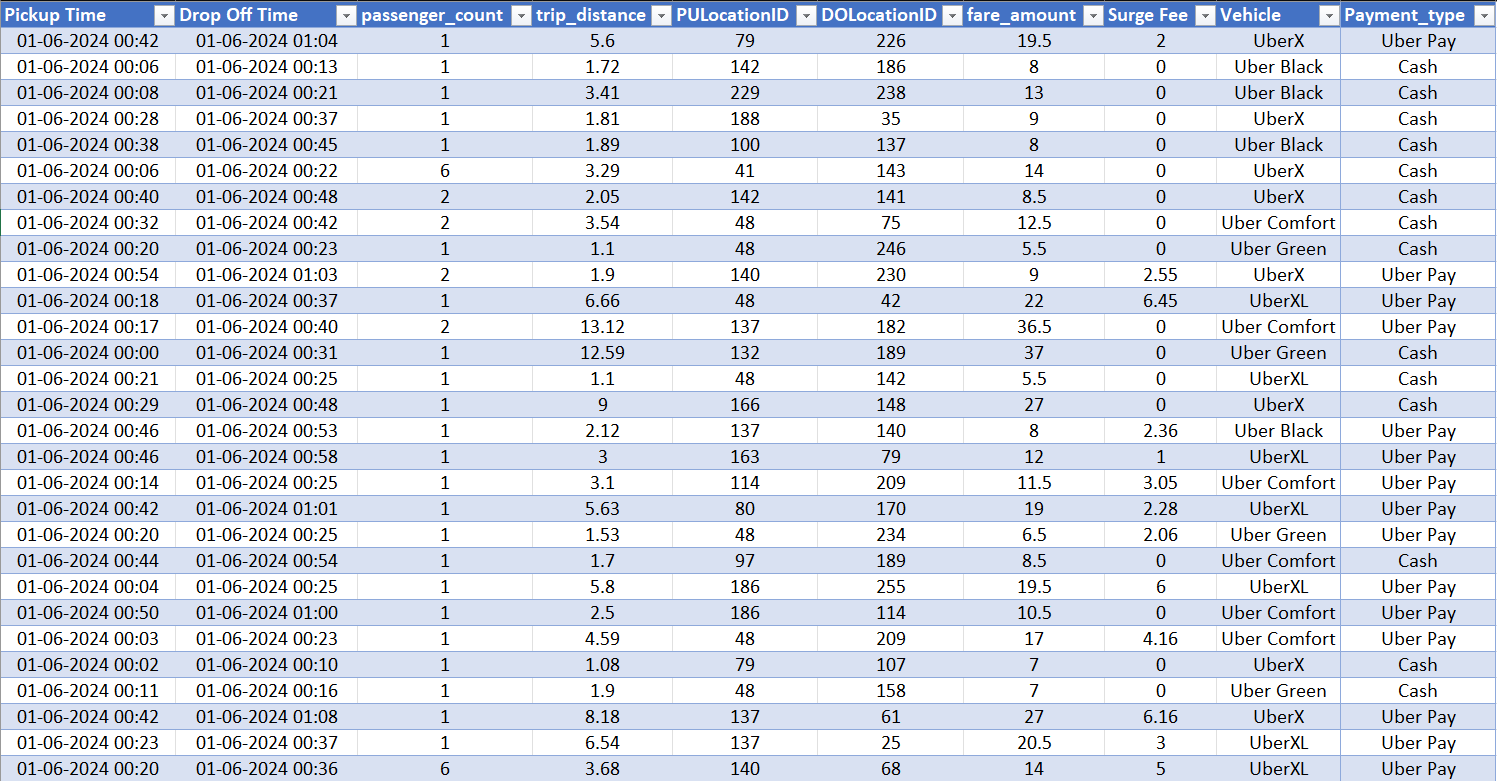 Pickup Time Drop Off Time passenger_count trip_distance PULocationID DOLocationID fare_amount Surge Fee Vehicle Payment_type
01-06-2024 00:42 01-06-2024 01:04 1 5.6 79 226 19.5 2 UberX Uber Pay
01-06-2024 00:06 01-06-2024 00:13 1 1.72 142 186 8 0 Uber Black Cash
01-06-2024 00:08 01-06-2024 00:21 1 3.41 229 238 13 0 Uber Black Cash
01-06-2024 00:28 01-06-2024 00:37 1 1.81 188 35 9 0 UberX Cash
01-06-2024 00:38 01-06-2024 00:45 1 1.89 100 137 8 0 Uber Black Cash
01-06-2024 00:06 01-06-2024 00:22 6 3.29 41 143 14 0 UberX Cash
01-06-2024 00:40 01-06-2024 00:48 2 2.05 142 141 8.5 0 UberX Cash
01-06-2024 00:32 01-06-2024 00:42 2 3.54 48 75 12.5 0 Uber Comfort Cash
01-06-2024 00:20 01-06-2024 00:23 1 1.1 48 246 5.5 0 Uber Green Cash
01-06-2024 00:54 01-06-2024 01:03 2 1.9 140 230 9 2.55 UberX Uber Pay
01-06-2024 00:18 01-06-2024 00:37 1 6.66 48 42 22 6.45 UberXL Uber Pay
01-06-2024 00:17 01-06-2024 00:40 2 13.12 137 182 36.5 0 Uber Comfort Uber Pay
01-06-2024 00:00 01-06-2024 00:31 1 12.59 132 189 37 0 Uber Green Cash
01-06-2024 00:21 01-06-2024 00:25 1 1.1 48 142 5.5 0 UberXL Cash
01-06-2024 00:29 01-06-2024 00:48 1 9 166 148 27 0 UberX Cash
01-06-2024 00:46 01-06-2024 00:53 1 2.12 137 140 8 2.36 Uber Black Uber Pay
01-06-2024 00:46 01-06-2024 00:58 1 3 163 79 12 1 UberXL Uber Pay
01-06-2024 00:14 01-06-2024 00:25 1 3.1 114 209 11.5 3.05 Uber Comfort Uber Pay
01-06-2024 00:42 01-06-2024 01:01 1 5.63 80 170 19 2.28 UberXL Uber Pay
01-06-2024 00:20 01-06-2024 00:25 1 1.53 48 234 6.5 2.06 Uber Green Uber Pay
01-06-2024 00:44 01-06-2024 00:54 1 1.7 97 189 8.5 0 Uber Comfort Cash
01-06-2024 00:04 01-06-2024 00:25 1 5.8 186 255 19.5 6 UberXL Uber Pay
01-06-2024 00:50 01-06-2024 01:00 1 2.5 186 114 10.5 0 Uber Comfort Uber Pay
01-06-2024 00:03 01-06-2024 00:23 1 4.59 48 209 17 4.16 Uber Comfort Uber Pay
01-06-2024 00:02 01-06-2024 00:10 1 1.08 79 107 7 0 UberX Cash
01-06-2024 00:11 01-06-2024 00:16 1 1.9 48 158 7 0 Uber Green Cash
01-06-2024 00:42 01-06-2024 01:08 1 8.18 137 61 27 6.16 UberX Uber Pay
01-06-2024 00:23 01-06-2024 00:37 1 6.54 137 25 20.5 3 UberXL Uber Pay
01-06-2024 00:20 01-06-2024 00:36 6 3.68 140 68 14 5 UberXL Uber Pay